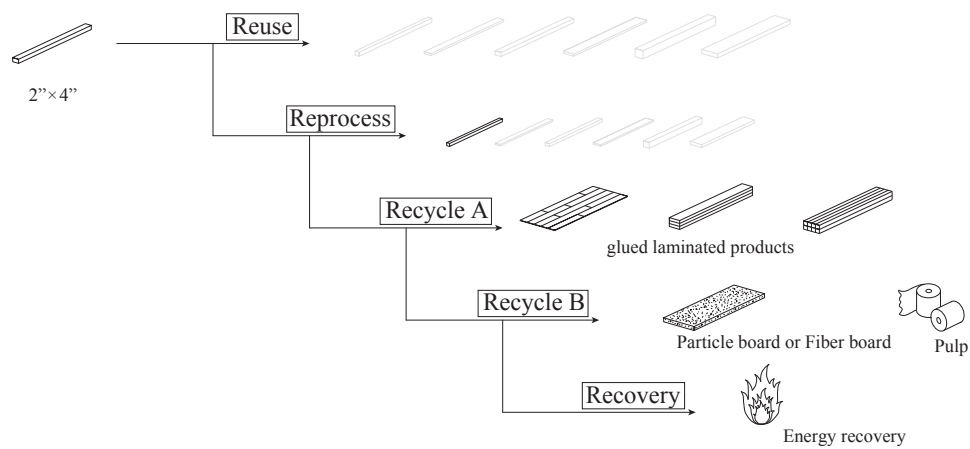 Reuse
2”×4”
Reprocess
Recycle A
glued laminated products
Recycle B
Particle board or Fiber board
Pulp
Recovery
Energy recovery